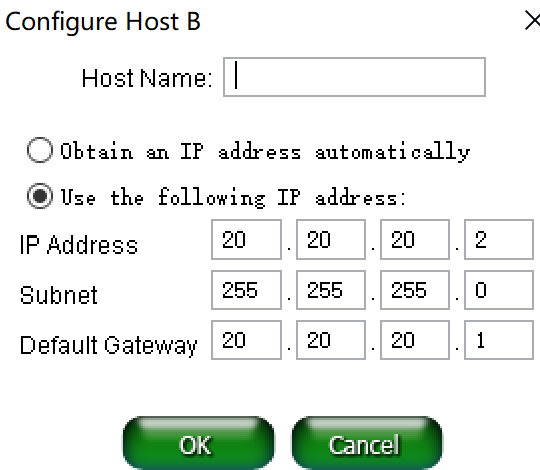 Configure Host B
Host Name:
Obtain an IP address automatically
Use the following IP address:
IP Address 20 . 20 . 20 . 2
Subnet 255 . 255 . 255 . 0
Default Gateway 20 . 20 . 20 . 1
OK Cancel